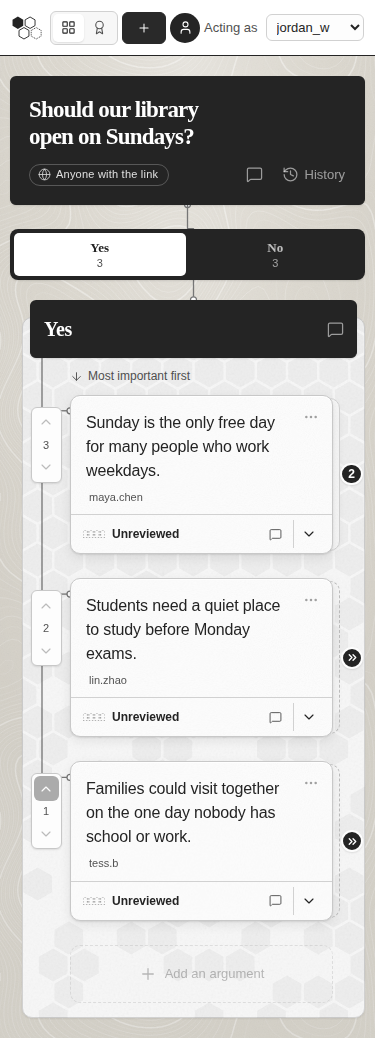 Acting as
jordan_w
Should our library
open on Sundays?
Anyone with the link
History
Yes
3
No
3
Yes
Most important first
3
Sunday is the only free day
for many people who work
weekdays.
maya.chen
Unreviewed
2
2
Students need a quiet place
to study before Monday
exams.
lin.zhao
Unreviewed
1
Families could visit together
on the one day nobody has
school or work.
tess.b
Unreviewed
Add an argument